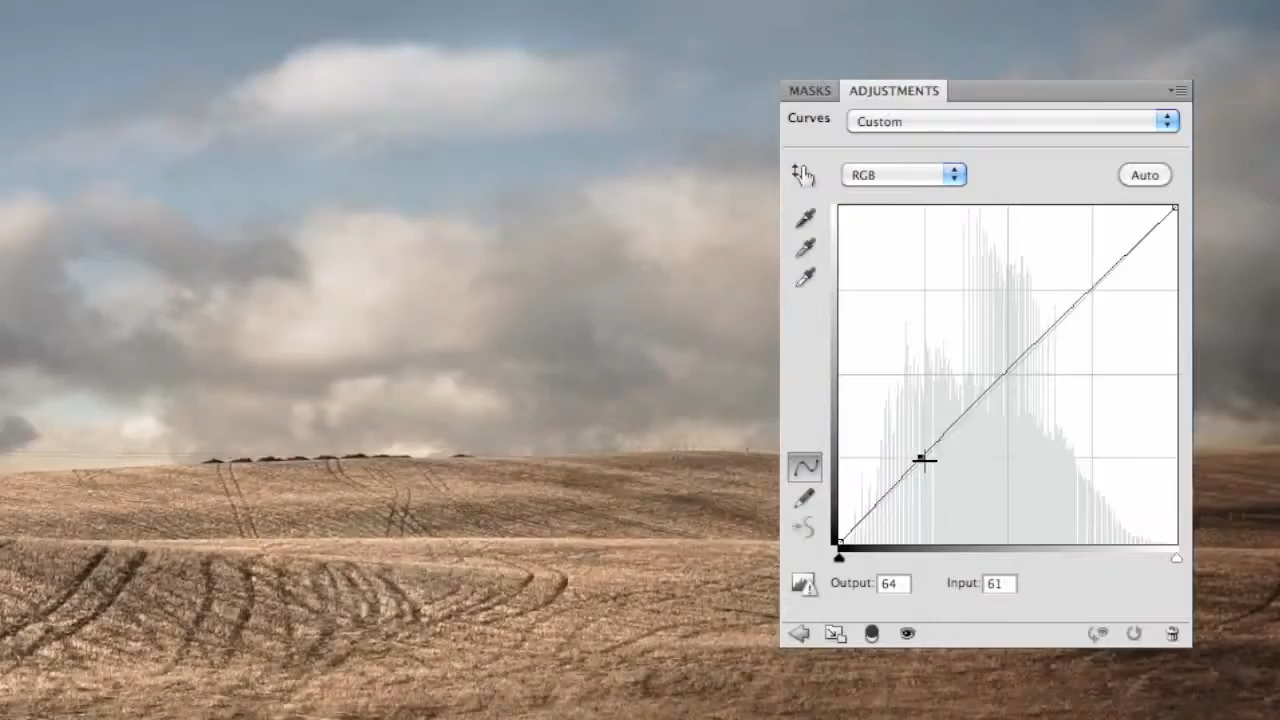 MASKS ADJUSTMENTS
Curves Custom
RGB Auto
Output: 64 Input: 61